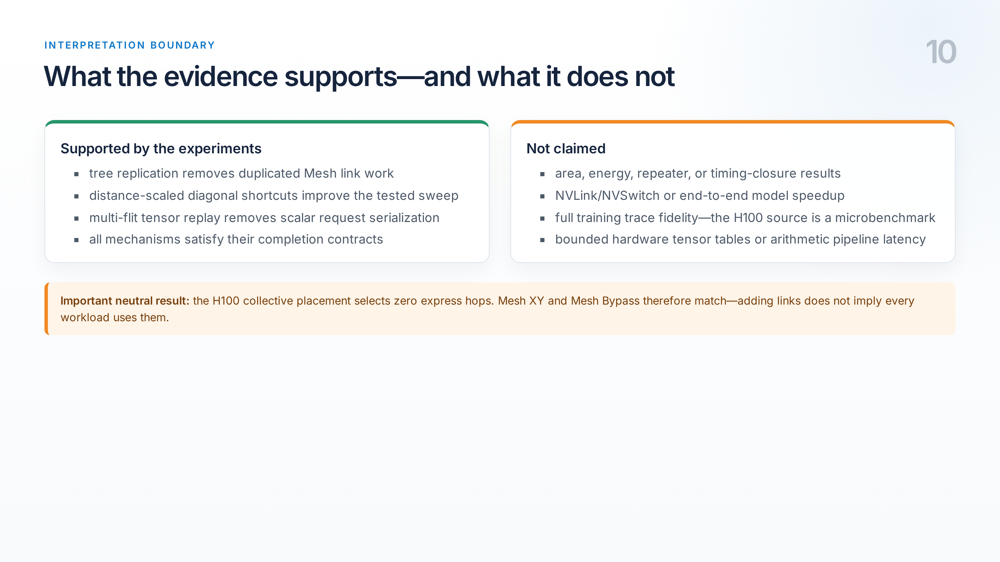 INTERPRETATION BOUNDARY
10
What the evidence supports—and what it does not
Supported by the experiments
▪ tree replication removes duplicated Mesh link work
▪ distance-scaled diagonal shortcuts improve the tested sweep
▪ multi-flit tensor replay removes scalar request serialization
▪ all mechanisms satisfy their completion contracts
Not claimed
▪ area, energy, repeater, or timing-closure results
▪ NVLink/NVSwitch or end-to-end model speedup
▪ full training trace fidelity—the H100 source is a microbenchmark
▪ bounded hardware tensor tables or arithmetic pipeline latency
Important neutral result: the H100 collective placement selects zero express hops. Mesh XY and Mesh Bypass therefore match—adding links does not imply every
workload uses them.